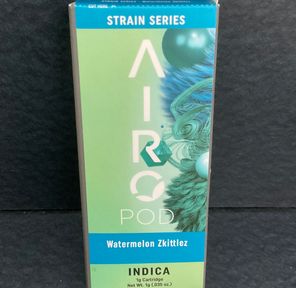 STRAIN SERIES
AIRO
POD
Watermelon Zkittlez
INDICA
1g Cartridge
Net Wt. 1g (.035 oz.)